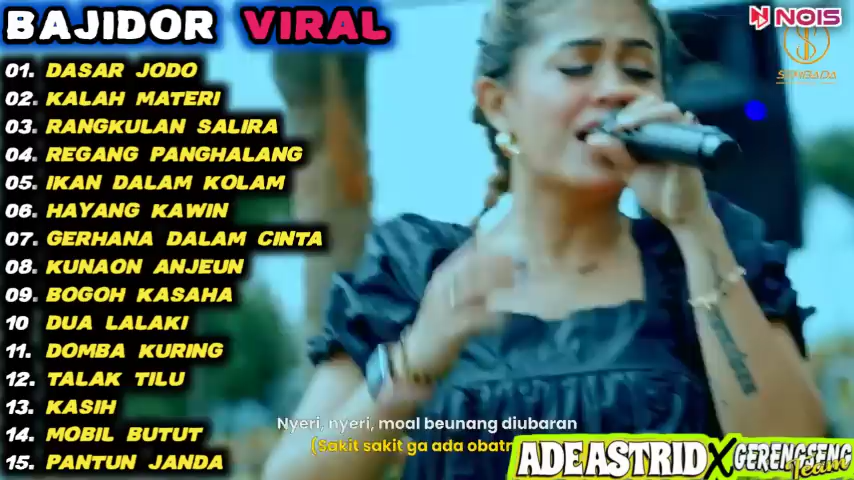 BAJIDOR VIRAL
NOIS
01. DASAR JODO
02. KALAH MATERI
03. RANGKULAN SALIRA
04. REGANG PANGHALANG
05. IKAN DALAM KOLAM
06. HAYANG KAWIN
07. GERHANA DALAM CINTA
08. KUNAON ANJEUN
09. BOGOH KASAHA
10 DUA LALAKI
11. DOMBA KURING
12. TALAK TILU
13. KASIH
14. MOBIL BUTUT
15. PANTUN JANDA
Nyeri, nyeri, moal beunang diubaran
(Sakit sakit ga ada obatn
ADE ASTRID X GERENGSENG
Team